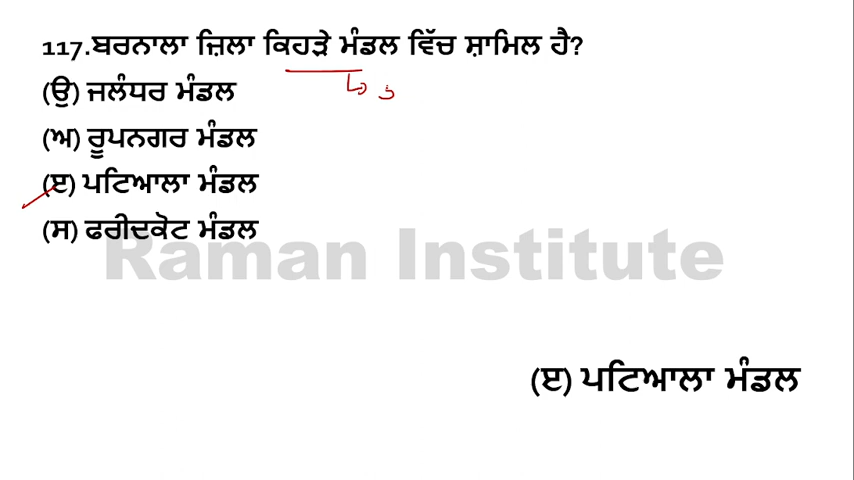 117.ਬਰਨਾਲਾ ਜ਼ਿਲਾ ਕਿਹੜੇ ਮੰਡਲ ਵਿੱਚ ਸ਼ਾਮਿਲ ਹੈ?
(ੳ) ਜਲੰਧਰ ਮੰਡਲ
(ਅ) ਰੂਪਨਗਰ ਮੰਡਲ
(ੲ) ਪਟਿਆਲਾ ਮੰਡਲ
(ਸ) ਫਰੀਦਕੋਟ ਮੰਡਲ
Raman Institute
(ੲ) ਪਟਿਆਲਾ ਮੰਡਲ